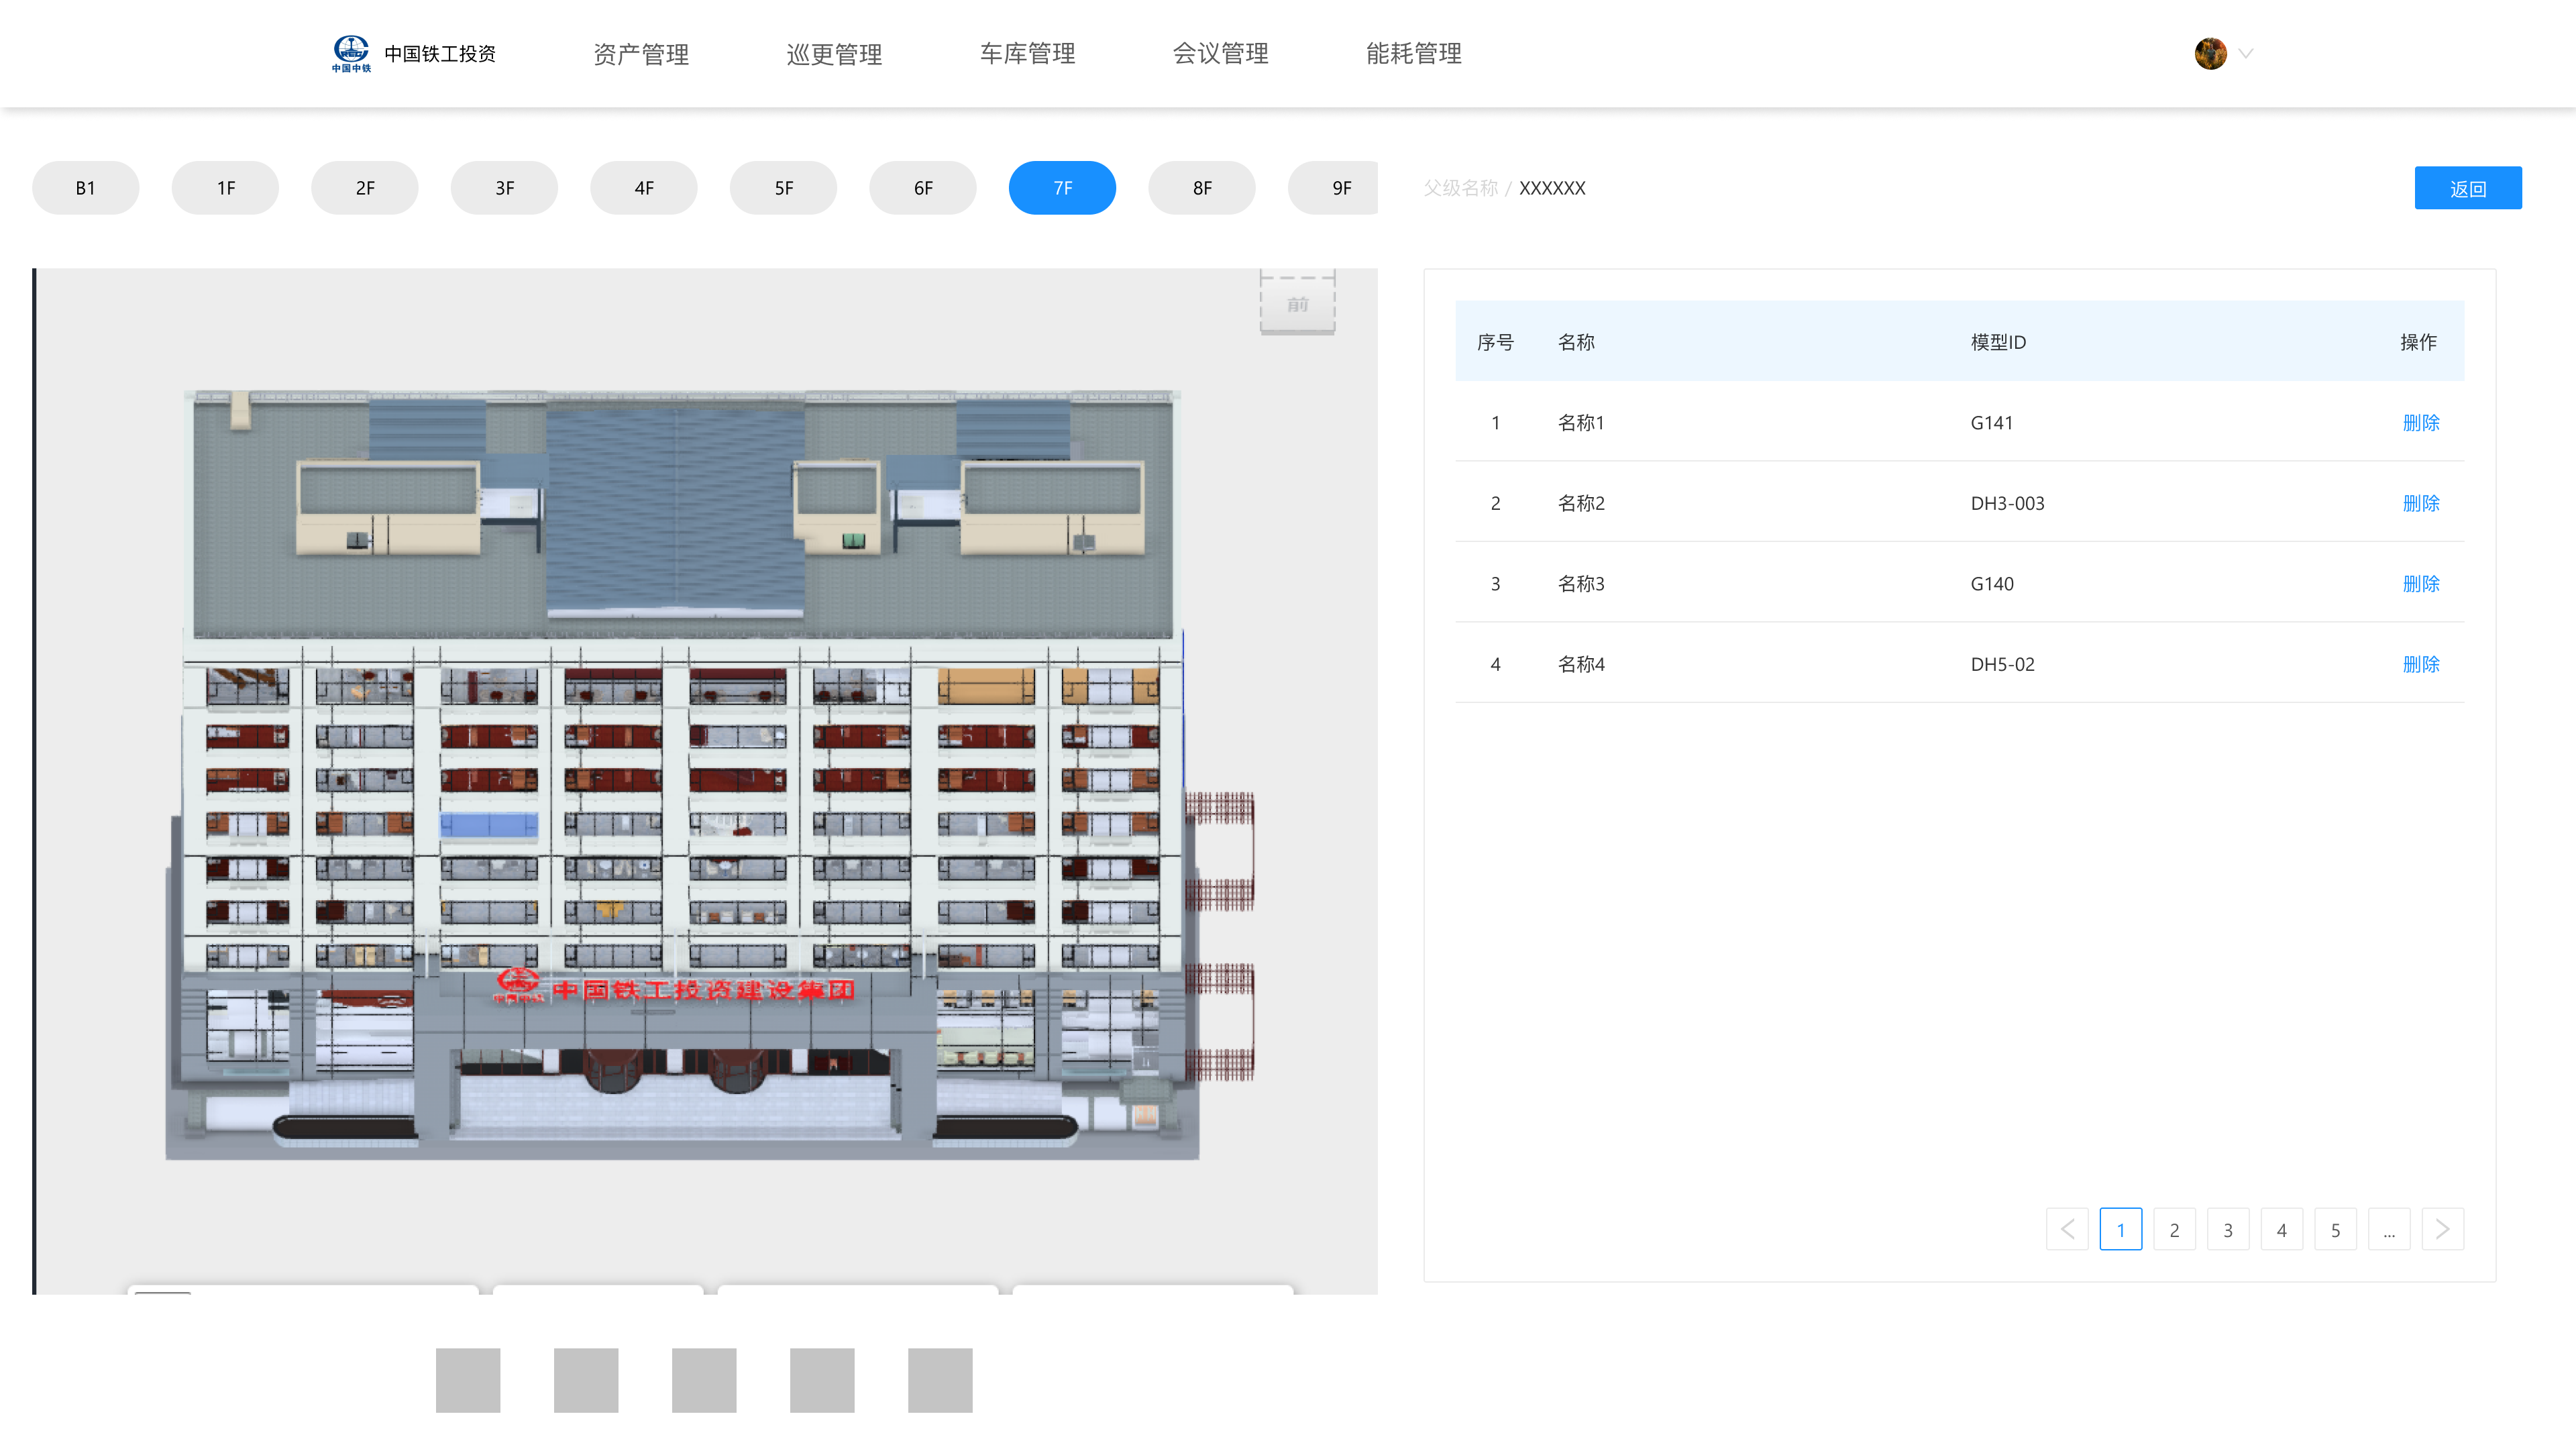 中国中铁 中国铁工投资 资产管理 巡更管理 车库管理 会议管理 能耗管理
B1 1F 2F 3F 4F 5F 6F 7F 8F 9F 父级名称 / XXXXXX 返回
前
序号 名称 模型ID 操作
1 名称1 G141 删除
2 名称2 DH3-003 删除
3 名称3 G140 删除
4 名称4 DH5-02 删除
中国中铁 中国铁工投资建设集团
1 2 3 4 5 ...